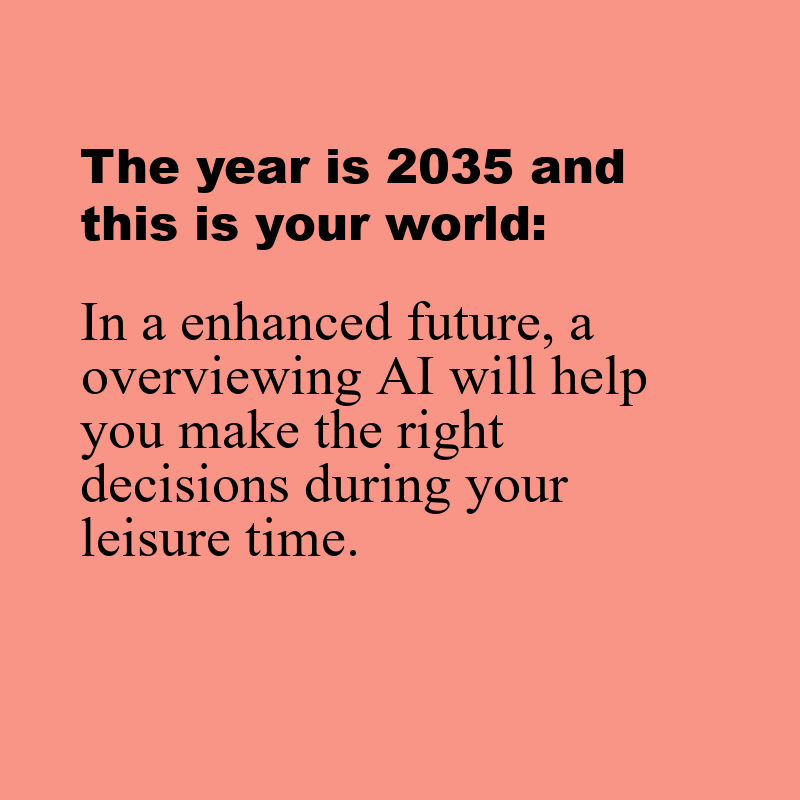 The year is 2035 and
this is your world:
In a enhanced future, a
overviewing AI will help
you make the right
decisions during your
leisure time.